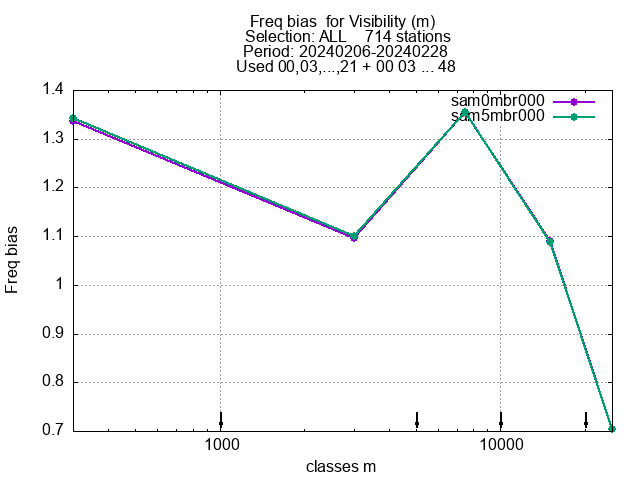 Freq bias  for Visibility (m)
Selection: ALL    714 stations
Period: 20240206-20240228
Used 00,03,...,21 + 00 03 ... 48
sam0mbr000
sam5mbr000
1.4
1.3
1.2
1.1
1
0.9
0.8
0.7
Freq bias
1000
10000
classes m